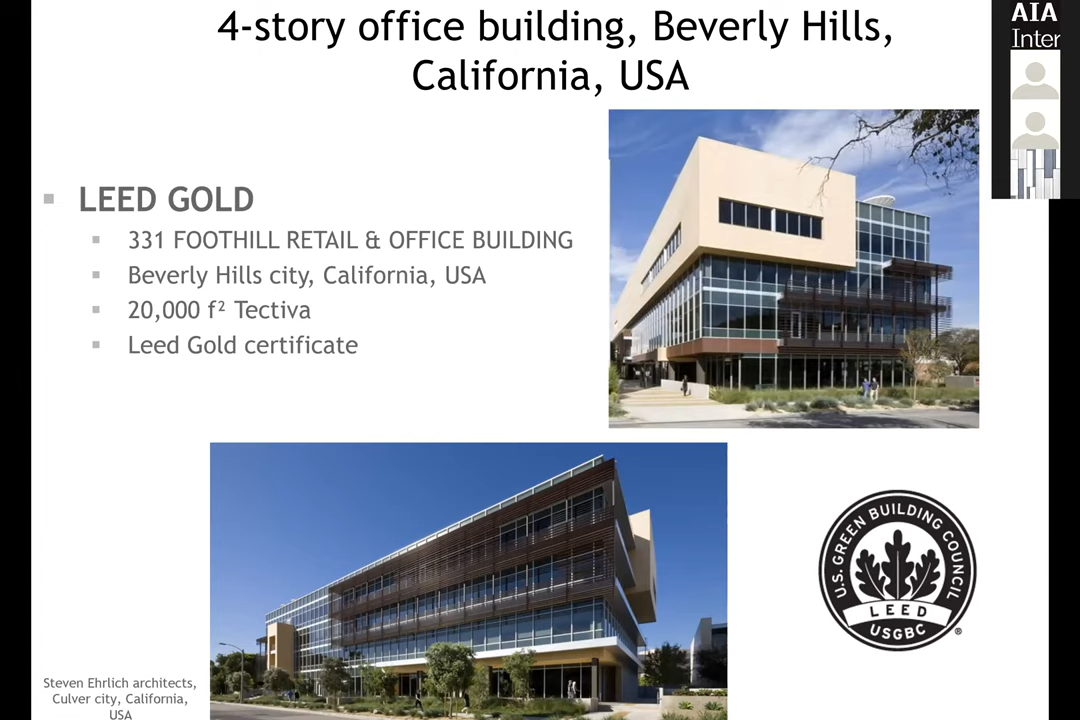 4-story office building, Beverly Hills,
California, USA
AIA
Inter
LEED GOLD
331 FOOTHILL RETAIL & OFFICE BUILDING
Beverly Hills city, California, USA
20,000 f² Tectiva
Leed Gold certificate
U.S. GREEN BUILDING COUNCIL
LEED
USGBC
®
Steven Ehrlich architects,
Culver city, California,
USA